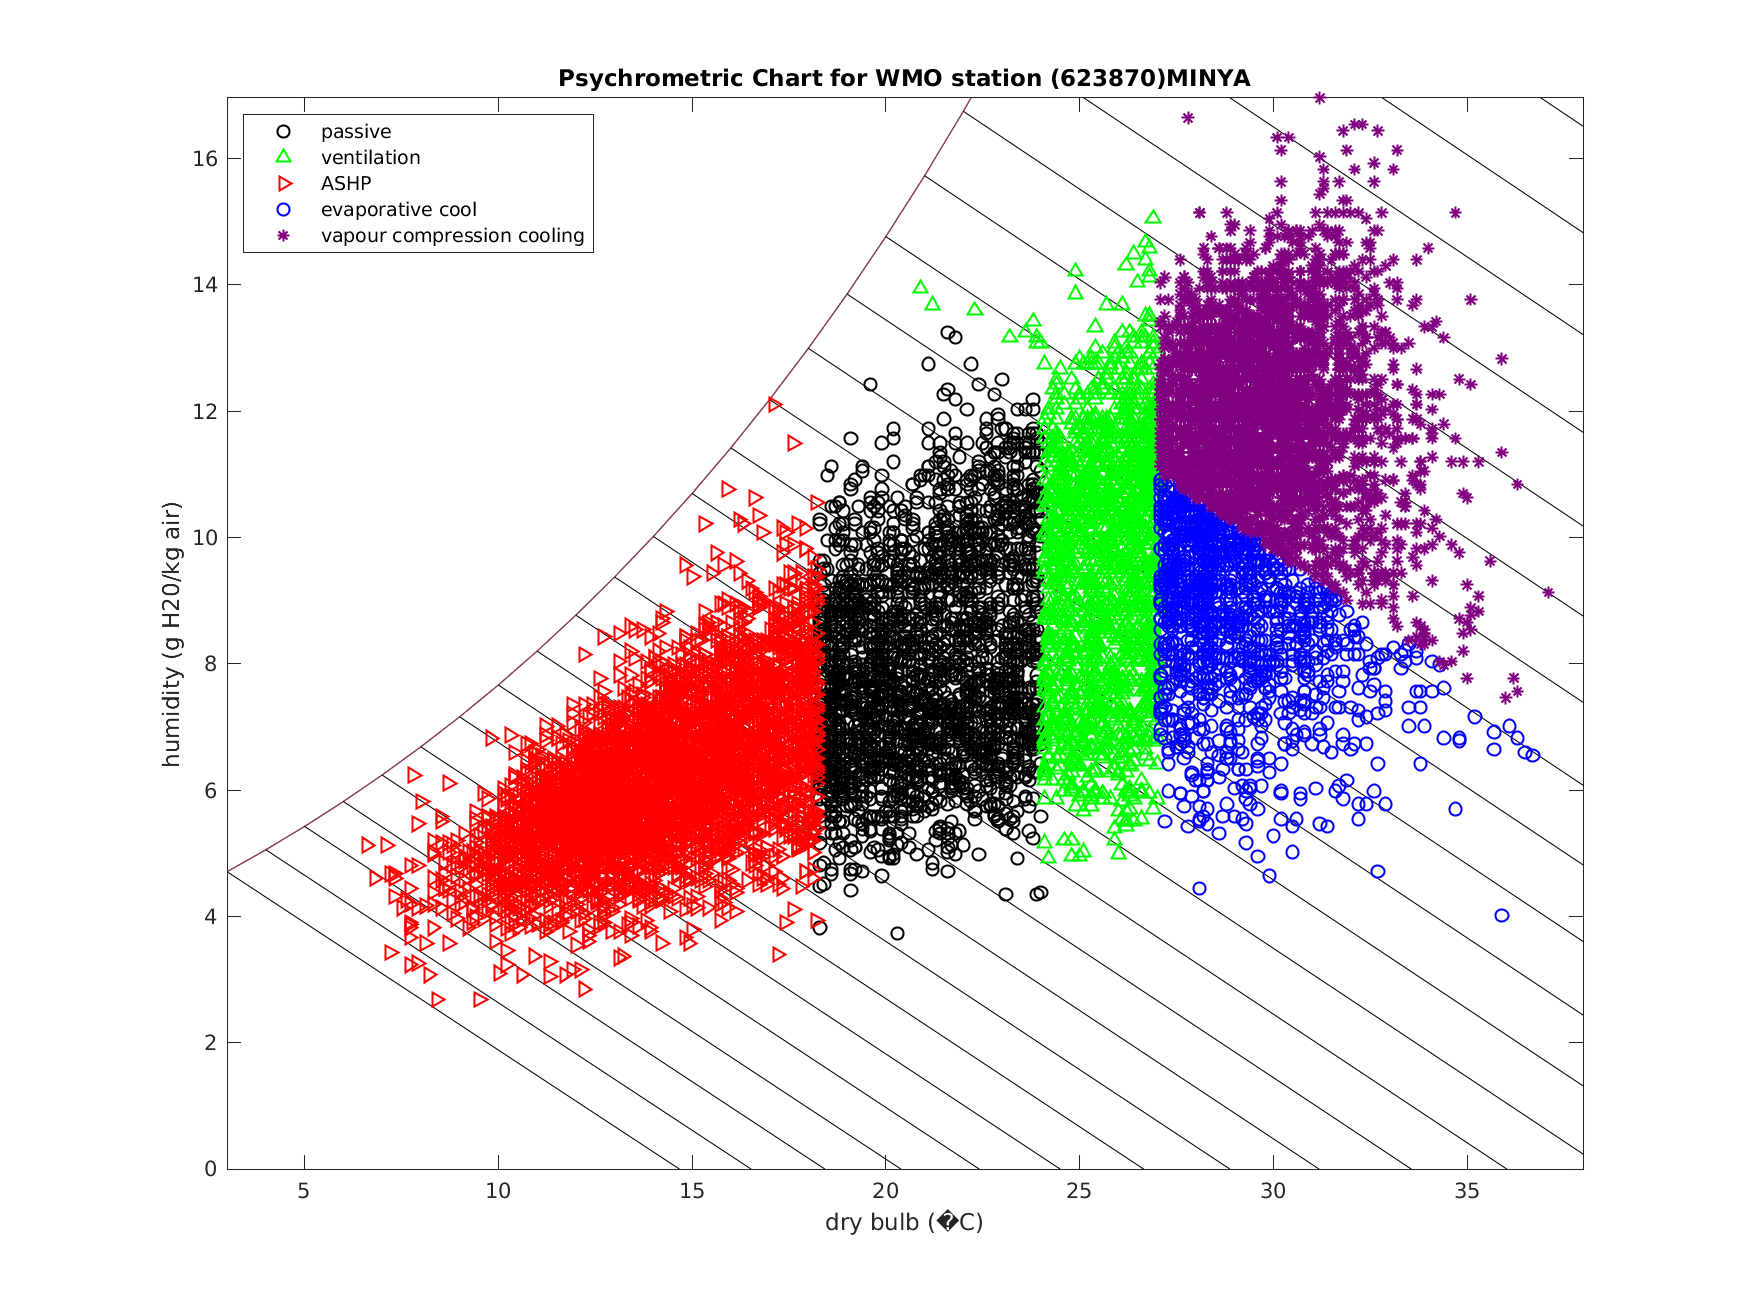 Psychrometric Chart for WMO station (623870)MINYA
passive
ventilation
ASHP
evaporative cool
vapour compression cooling
humidity (g H20/kg air)
16
14
12
10
8
6
4
2
0
5 10 15 20 25 30 35
dry bulb (�C)